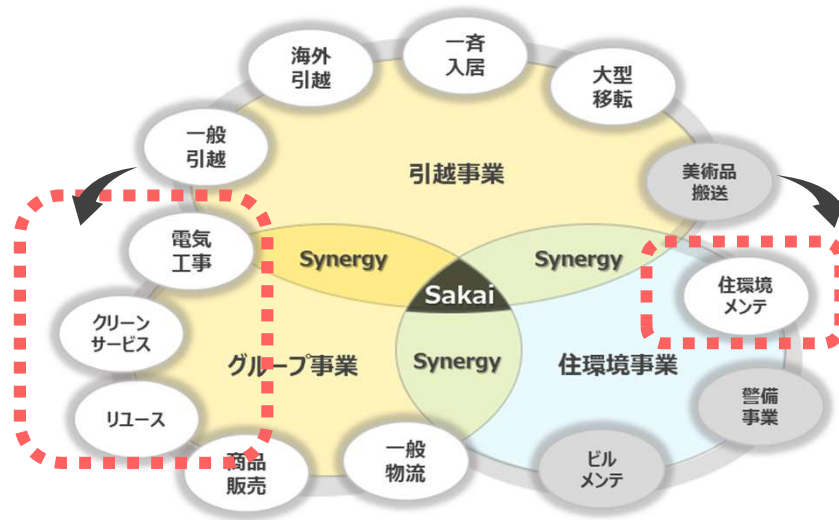 海外
引越
一斉
入居
大型
移転
一般
引越
引越事業
美術品
搬送
電気
工事
Synergy
Synergy
Sakai
住環境
メンテ
クリーン
サービス
グループ事業
Synergy
住環境事業
リユース
警備
事業
商品
販売
一般
物流
ビル
メンテ